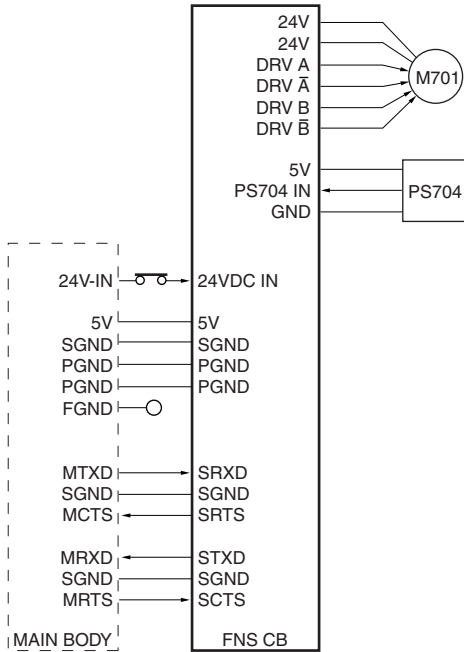 24V
24V
DRV A
DRV A̅
DRV B
DRV B̅
M701
5V
PS704 IN
GND
PS704
24V-IN 24VDC IN
5V 5V
SGND SGND
PGND PGND
PGND PGND
FGND
MTXD SRXD
SGND SGND
MCTS SRTS
MRXD STXD
SGND SGND
MRTS SCTS
MAIN BODY FNS CB